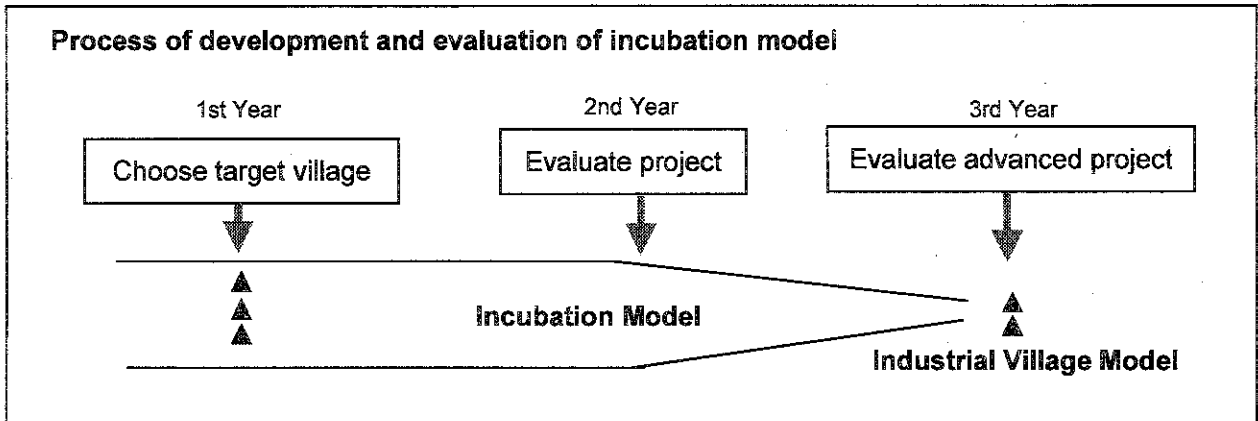 Process of development and evaluation of incubation model
1st Year
2nd Year
3rd Year
Choose target village
Evaluate project
Evaluate advanced project
Incubation Model
Industrial Village Model